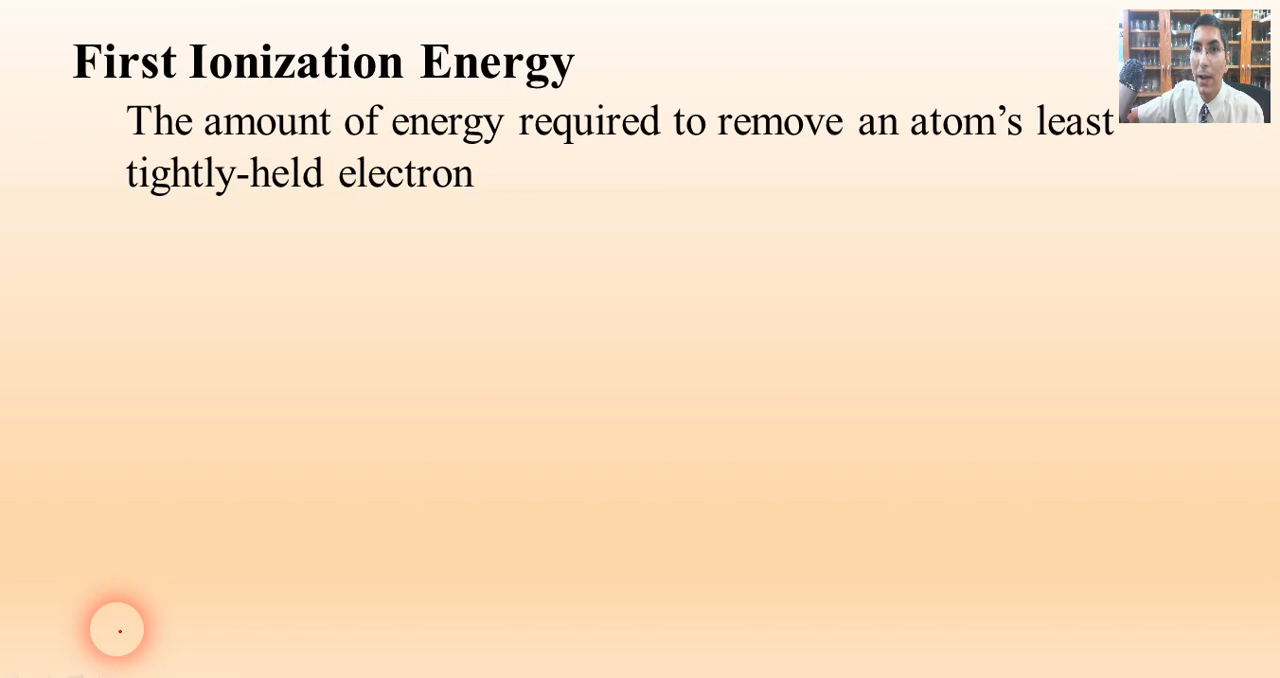 First Ionization Energy
The amount of energy required to remove an atom’s least
tightly-held electron